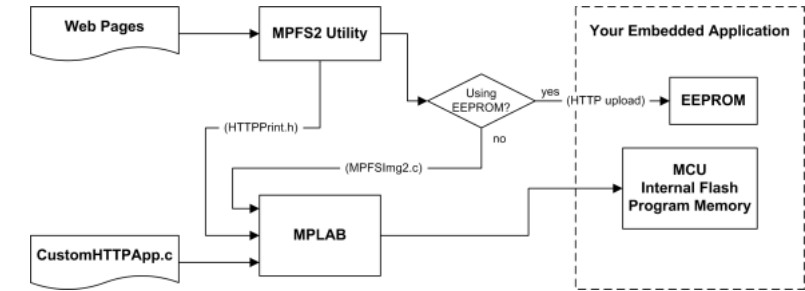 Web Pages
MPFS2 Utility
Your Embedded Application
Using
EEPROM?
yes
(HTTP upload)
EEPROM
no
(HTTPPrint.h)
(MPFSImg2.c)
MCU
Internal Flash
Program Memory
MPLAB
CustomHTTPApp.c